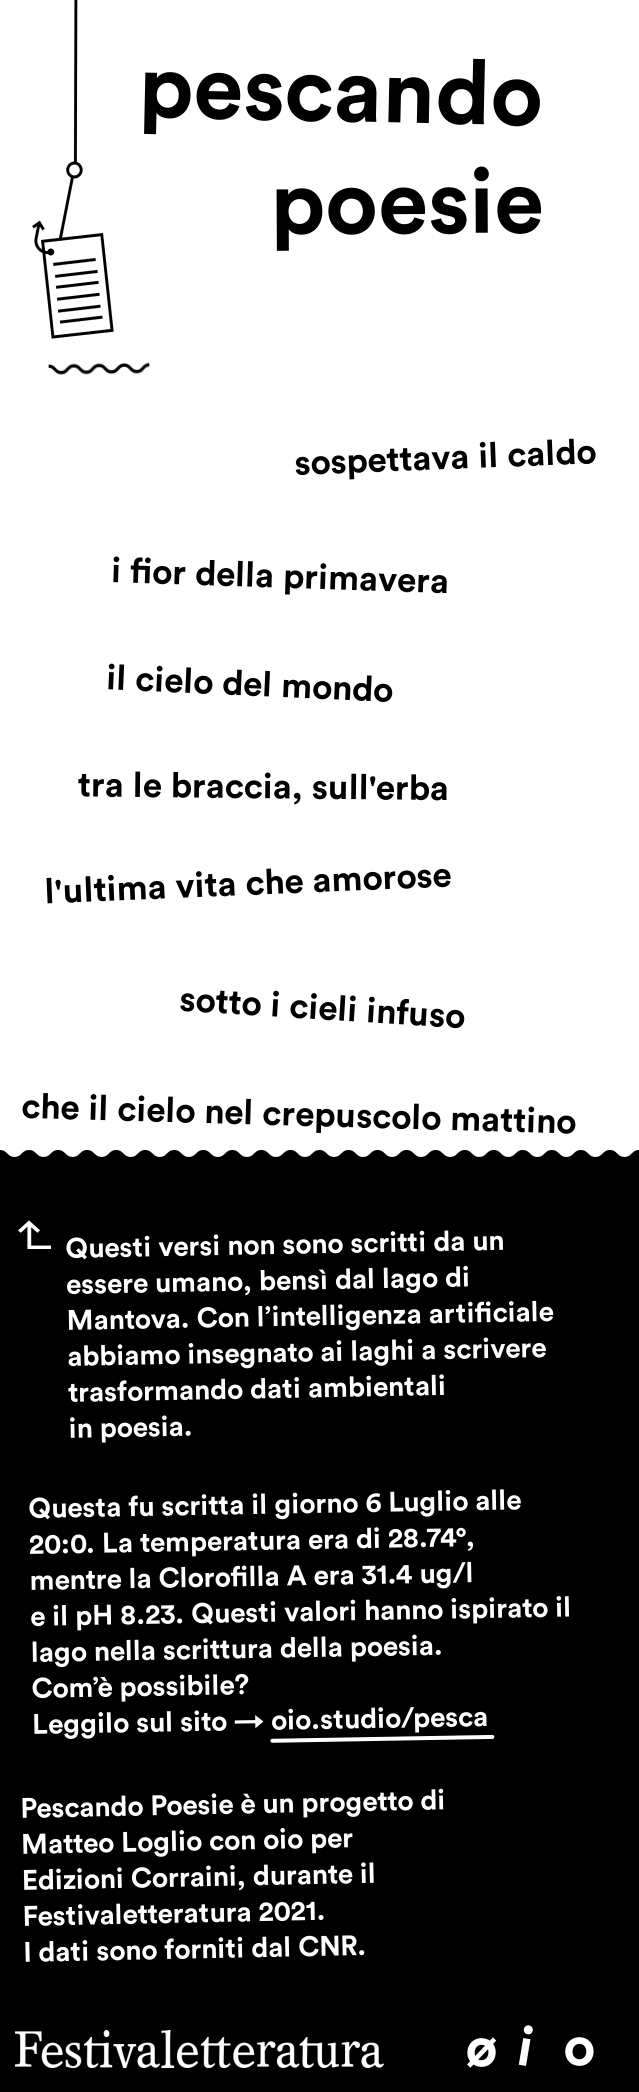 pescando
poesie
sospettava il caldo
i fior della primavera
il cielo del mondo
tra le braccia, sull'erba
l'ultima vita che amorose
sotto i cieli infuso
che il cielo nel crepuscolo mattino
Questi versi non sono scritti da un
essere umano, bensì dal lago di
Mantova. Con l’intelligenza artificiale
abbiamo insegnato ai laghi a scrivere
trasformando dati ambientali
in poesia.
Questa fu scritta il giorno 6 Luglio alle
20:0. La temperatura era di 28.74°,
mentre la Clorofilla A era 31.4 ug/l
e il pH 8.23. Questi valori hanno ispirato il
lago nella scrittura della poesia.
Com’è possibile?
Leggilo sul sito → oio.studio/pesca
Pescando Poesie è un progetto di
Matteo Loglio con oio per
Edizioni Corraini, durante il
Festivaletteratura 2021.
I dati sono forniti dal CNR.
Festivaletteratura øio